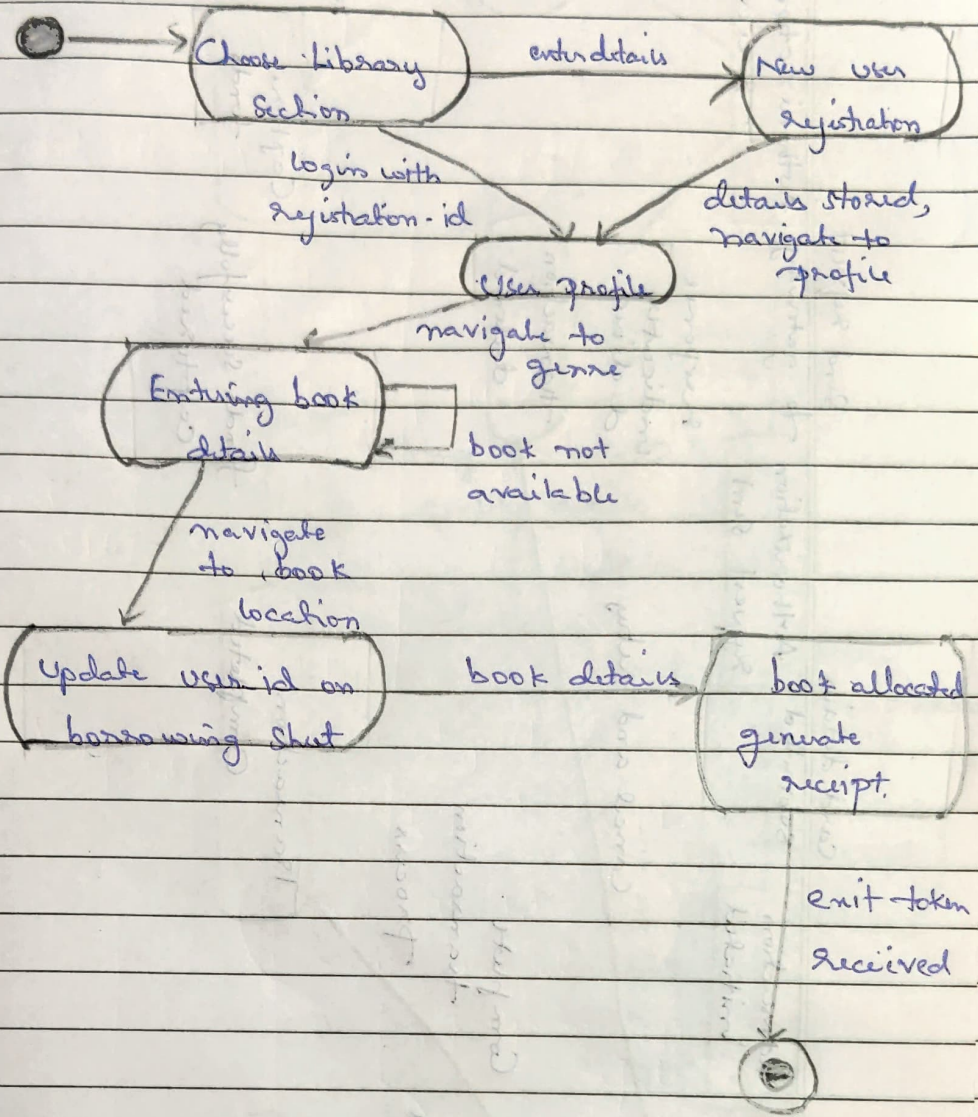 Choose Library
Section
enter details
New user
registration
login with
registration-id
details stored,
navigate to
profile
User profile
navigate to
genre
Entering book
details
book not
available
navigate
to book
location
update user id on
borrowing sheet
book details
book allocated
generate
receipt.
exit token
received